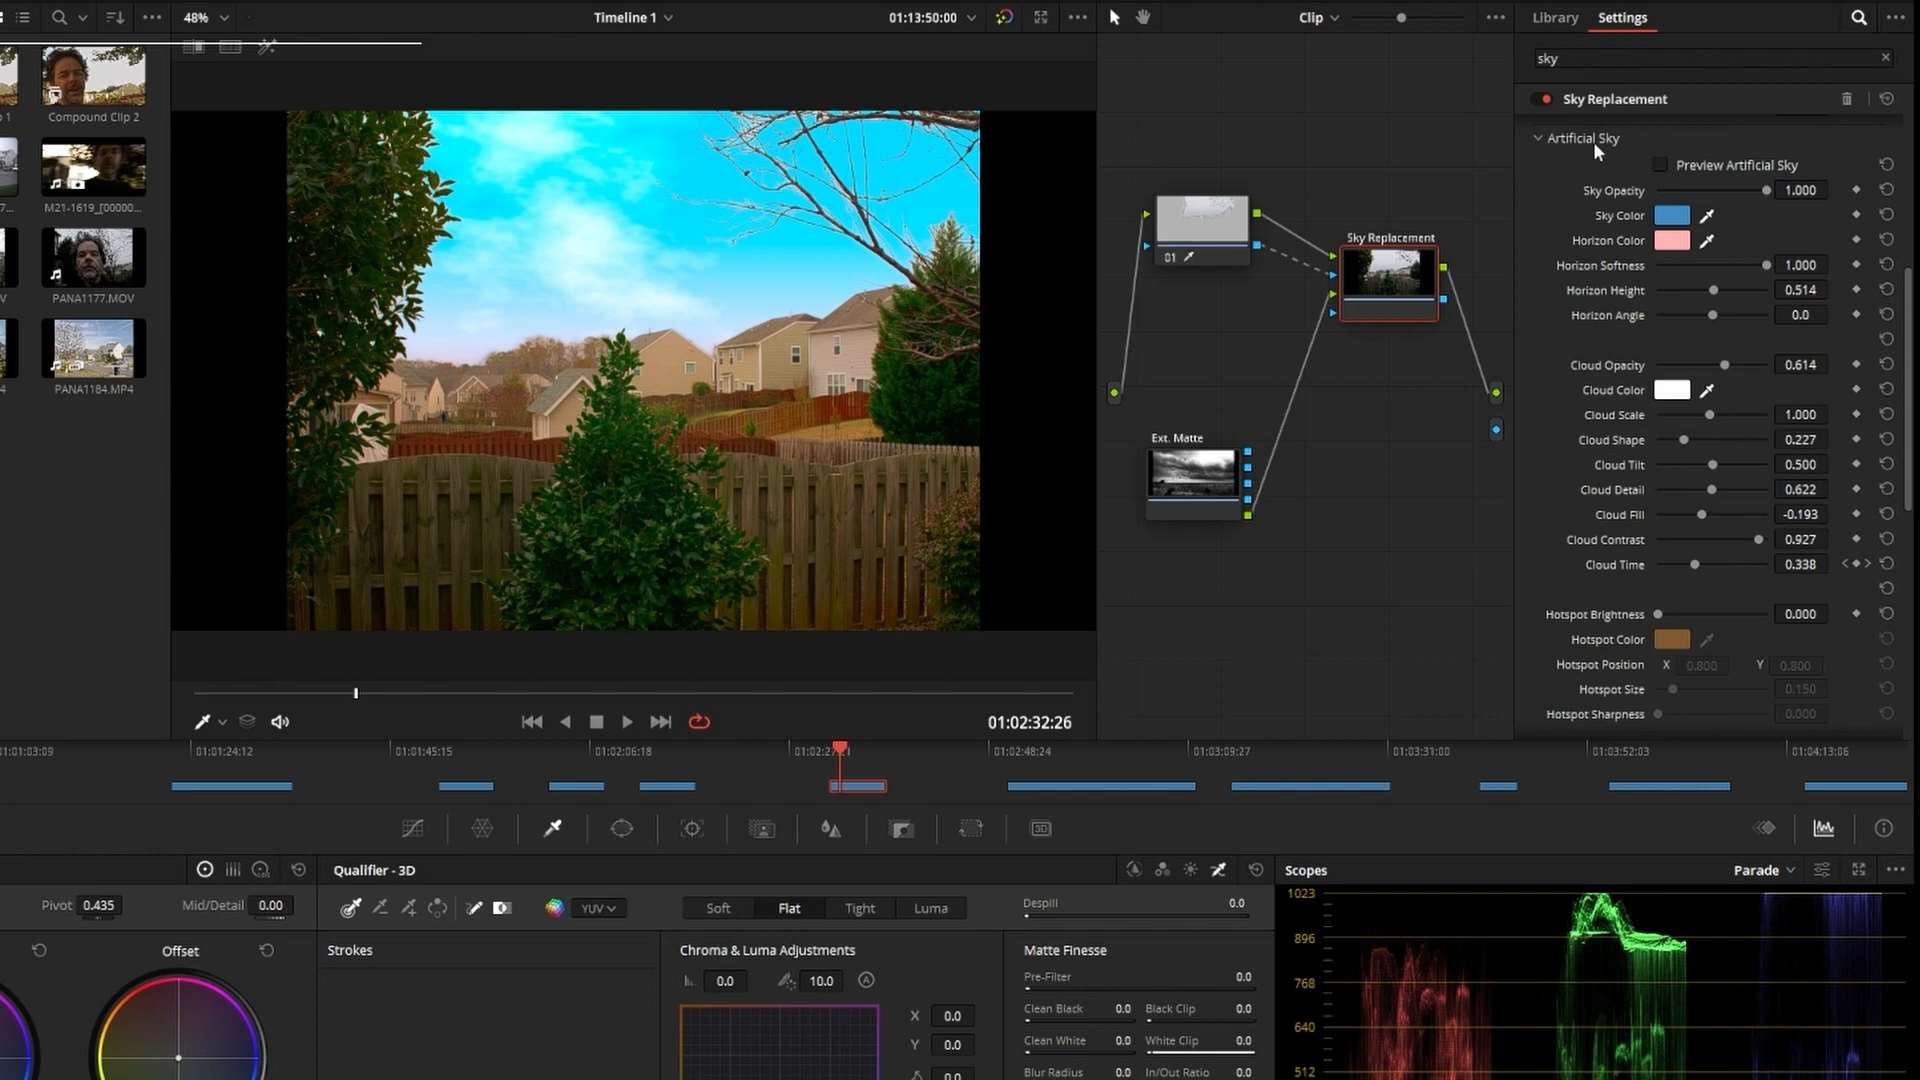 48%
Timeline 1
01:13:50:00
Clip
Library
Settings
sky
Sky Replacement
Artificial Sky
Preview Artificial Sky
Sky Opacity 1.000
Sky Color
Horizon Color
Horizon Softness 1.000
Horizon Height 0.514
Horizon Angle 0.0
Cloud Opacity 0.614
Cloud Color
Cloud Scale 1.000
Cloud Shape 0.227
Cloud Tilt 0.500
Cloud Detail 0.622
Cloud Fill -0.193
Cloud Contrast 0.927
Cloud Time 0.338
Hotspot Brightness 0.000
Hotspot Color
Hotspot Position X 0.800 Y 0.800
Hotspot Size 0.150
Hotspot Sharpness 0.000
1
Compound Clip 2
7...
M21-1619_[00000...
V
PANA1177.MOV
4
PANA1184.MP4
01
Sky Replacement
Ext. Matte
01:02:32:26
1:01:03:09
01:01:24:12
01:01:45:15
01:02:06:18
01:02:27:21
01:02:48:24
01:03:09:27
01:03:31:00
01:03:52:03
01:04:13:06
3D
Pivot 0.435
Mid/Detail 0.00
Offset
Qualifier - 3D
YUV
Soft
Flat
Tight
Luma
Despill 0.0
Strokes
Chroma & Luma Adjustments
0.0
10.0
A
X 0.0
Y 0.0
0.0
Matte Finesse
Pre-Filter 0.0
Clean Black 0.0
Black Clip 0.0
Clean White 0.0
White Clip 0.0
Blur Radius 0.0
In/Out Ratio 0.0
Scopes
Parade
1023
896
768
640
512